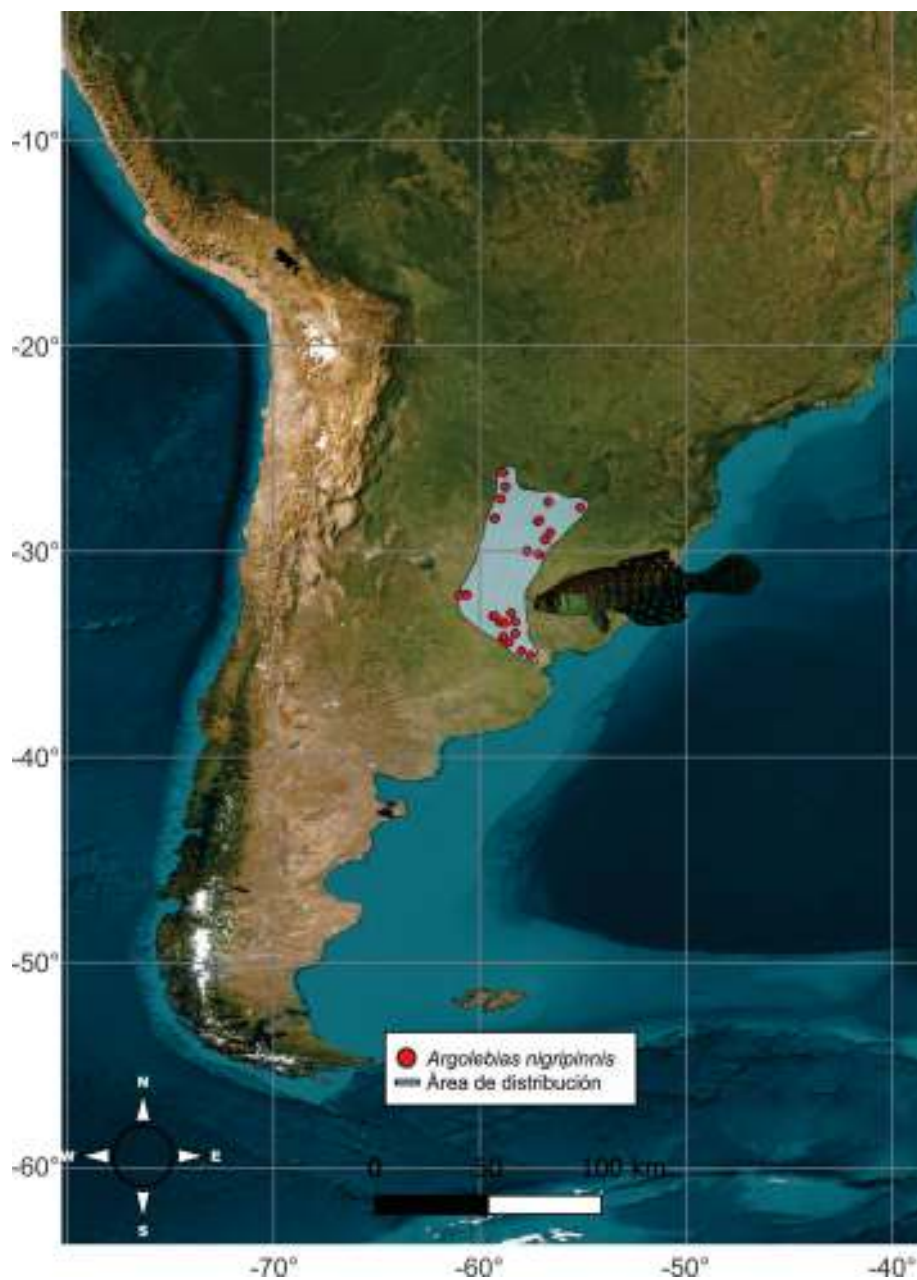 -10°
-20°
-30°
-40°
-50°
-60°
Argolebias nigripinnis
Área de distribución
N
W E
S
0 50 100 km
-70° -60° -50° -40°